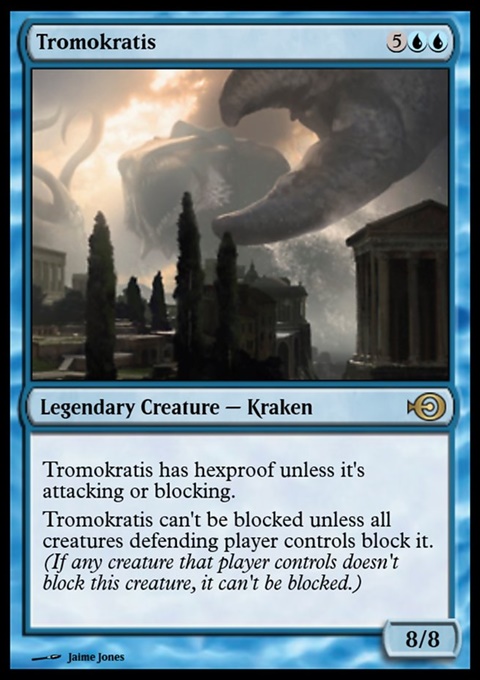 Tromokratis 5
Legendary Creature — Kraken
Tromokratis has hexproof unless it's
attacking or blocking.
Tromokratis can't be blocked unless all
creatures defending player controls block it.
(If any creature that player controls doesn't
block this creature, it can't be blocked.)
8/8
Jaime Jones